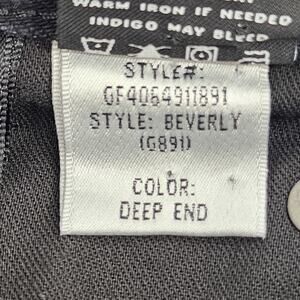 WARM IRON IF NEEDED
INDIGO MAY BLEED
STYLE#:
GF4064911891
STYLE: BEVERLY
(G891)
COLOR:
DEEP END